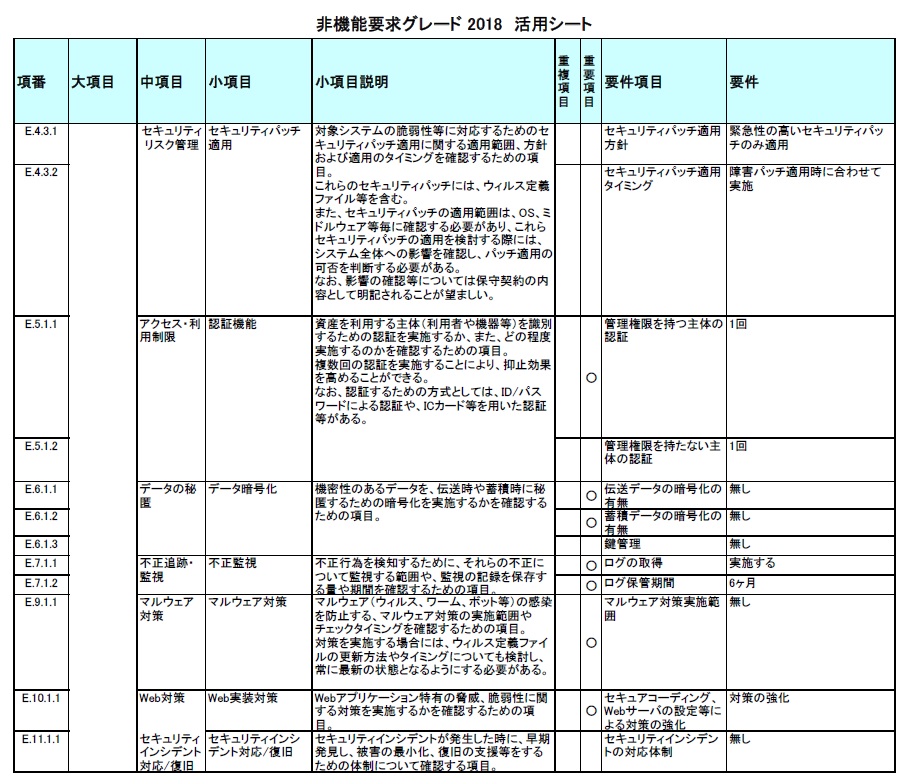 非機能要求グレード 2018　活用シート
項番
大項目
中項目
小項目
小項目説明
重複項目
重要項目
要件項目
要件
E.4.3.1
セキュリティ
リスク管理
セキュリティパッチ
適用
対象システムの脆弱性等に対応するためのセ
キュリティパッチ適用に関する適用範囲、方針
および適用のタイミングを確認するための項
目。
これらのセキュリティパッチには、ウィルス定義
ファイル等を含む。
また、セキュリティパッチの適用範囲は、OS、ミ
ドルウェア等毎に確認する必要があり、これら
セキュリティパッチの適用を検討する際には、
システム全体への影響を確認し、パッチ適用の
可否を判断する必要がある。
なお、影響の確認等については保守契約の内
容として明記されることが望ましい。
セキュリティパッチ適用
方針
緊急性の高いセキュリティパッ
チのみ適用
E.4.3.2
セキュリティパッチ適用
タイミング
障害パッチ適用時に合わせて
実施
E.5.1.1
アクセス・利
用制限
認証機能
資産を利用する主体（利用者や機器等）を識別
するための認証を実施するか、また、どの程度
実施するのかを確認するための項目。
複数回の認証を実施することにより、抑止効果
を高めることができる。
なお、認証するための方式としては、ID/パス
ワードによる認証や、ICカード等を用いた認証
等がある。
○
管理権限を持つ主体の
認証
1回
E.5.1.2
管理権限を持たない主
体の認証
1回
E.6.1.1
データの秘
匿
データ暗号化
機密性のあるデータを、伝送時や蓄積時に秘
匿するための暗号化を実施するかを確認する
ための項目。
○
伝送データの暗号化の
有無
無し
E.6.1.2
○
蓄積データの暗号化の
有無
無し
E.6.1.3
鍵管理
無し
E.7.1.1
不正追跡・
監視
不正監視
不正行為を検知するために、それらの不正に
ついて監視する範囲や、監視の記録を保存す
る量や期間を確認するための項目。
○
ログの取得
実施する
E.7.1.2
○
ログ保管期間
6ヶ月
E.9.1.1
マルウェア
対策
マルウェア対策
マルウェア（ウィルス、ワーム、ボット等）の感染
を防止する、マルウェア対策の実施範囲や
チェックタイミングを確認するための項目。
対策を実施する場合には、ウィルス定義ファイ
ルの更新方法やタイミングについても検討し、
常に最新の状態となるようにする必要がある。
○
マルウェア対策実施範
囲
無し
E.10.1.1
Web対策
Web実装対策
Webアプリケーション特有の脅威、脆弱性に関
する対策を実施するかを確認するための項
目。
○
セキュアコーディング、
Webサーバの設定等に
よる対策の強化
対策の強化
E.11.1.1
セキュリティ
インシデント
対応/復旧
セキュリティインシ
デント対応/復旧
セキュリティインシデントが発生した時に、早期
発見し、被害の最小化、復旧の支援等をする
ための体制について確認する項目。
セキュリティインシデン
トの対応体制
無し